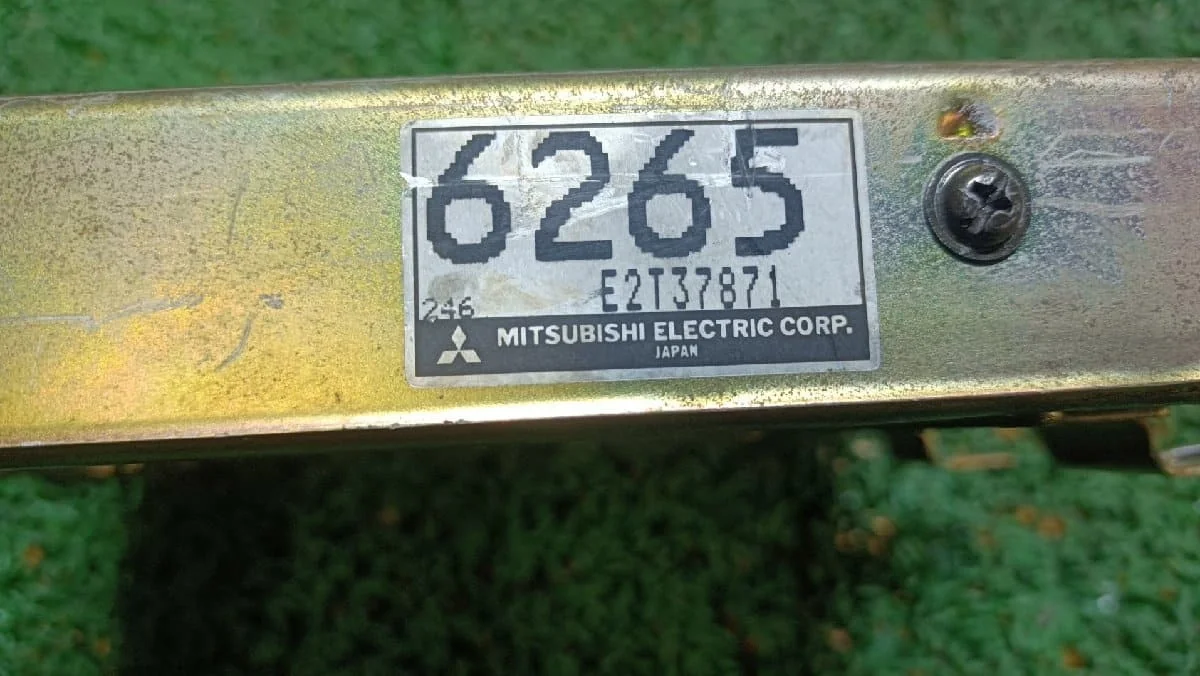 6265
E2T37871
246
MITSUBISHI ELECTRIC CORP.
JAPAN